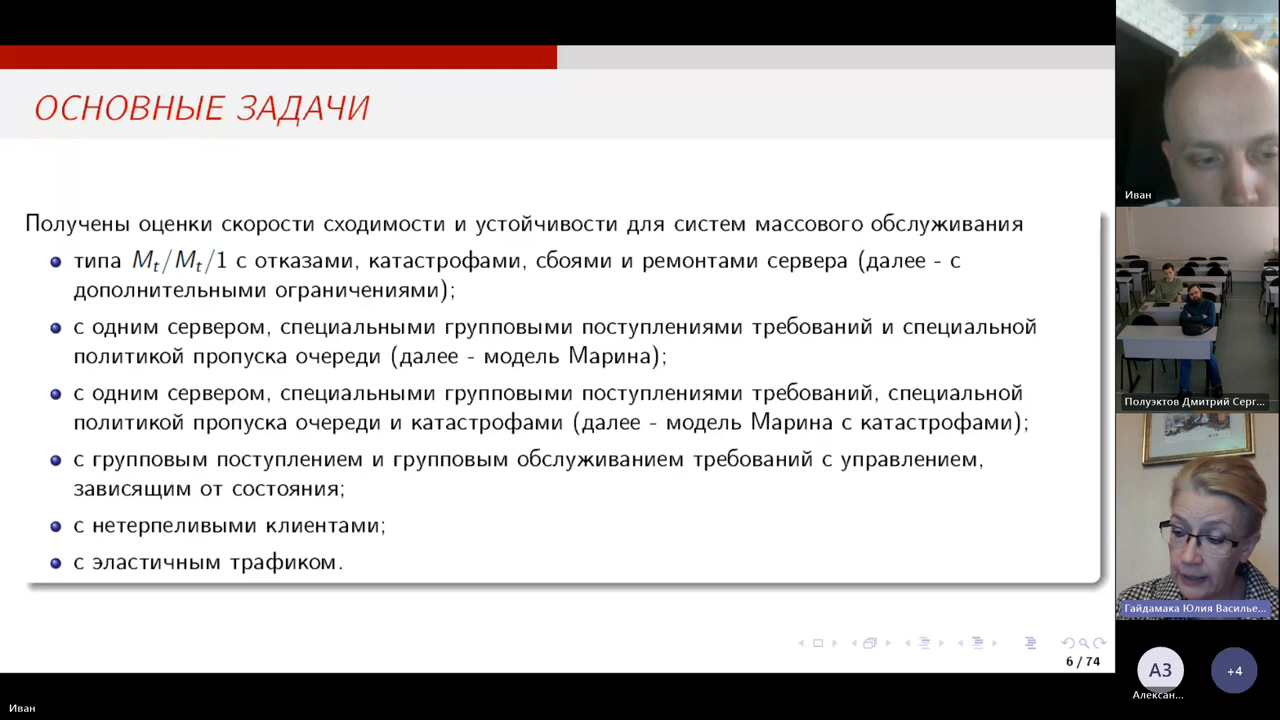 ОСНОВНЫЕ ЗАДАЧИ
Получены оценки скорости сходимости и устойчивости для систем массового обслуживания
типа Mt/Mt/1 с отказами, катастрофами, сбоями и ремонтами сервера (далее - с
дополнительными ограничениями);
с одним сервером, специальными групповыми поступлениями требований и специальной
политикой пропуска очереди (далее - модель Марина);
с одним сервером, специальными групповыми поступлениями требований, специальной
политикой пропуска очереди и катастрофами (далее - модель Марина с катастрофами);
с групповым поступлением и групповым обслуживанием требований с управлением,
зависящим от состояния;
с нетерпеливыми клиентами;
с эластичным трафиком.
6 / 74
Иван
Иван
Полуэктов Дмитрий Серг...
Гайдамака Юлия Василье...
АЗ
Алексан...
+4